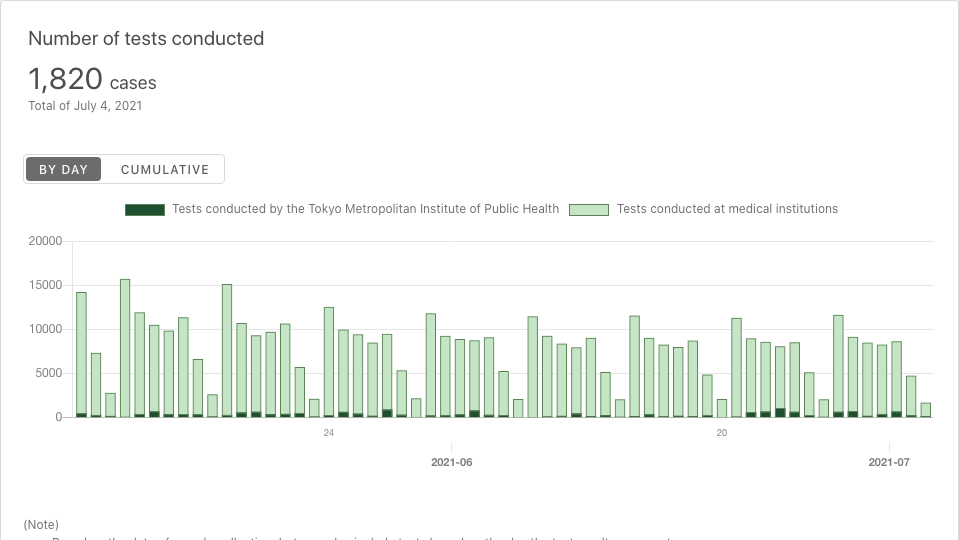 Number of tests conducted
1,820 cases
Total of July 4, 2021
BY DAY CUMULATIVE
Tests conducted by the Tokyo Metropolitan Institute of Public Health Tests conducted at medical institutions
20000
15000
10000
5000
0
24 20
2021-06 2021-07
(Note)